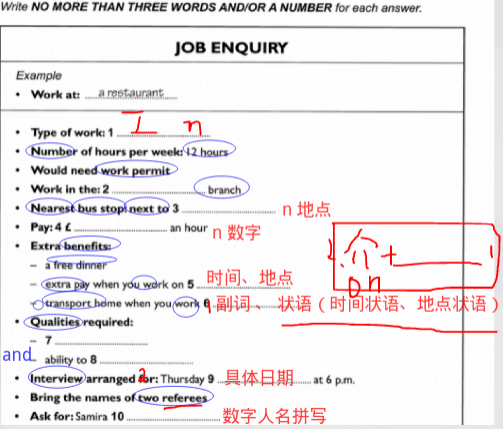 Write NO MORE THAN THREE WORDS AND/OR A NUMBER for each answer.
JOB ENQUIRY
Example
• Work at: ....a restaurant......
• Type of work: 1 .................... n
• Number of hours per week: 12 hours
• Would need work permit
• Work in the: 2 .................... branch
• Nearest bus stop: next to 3 .................... n 地点
• Pay: 4 £ .................... an hour n 数字
• Extra benefits:
– a free dinner
– extra pay when you work on 5 .................... 时间、地点
– transport home when you work 6 副词、状语（时间状语、地点状语）
介+
on
• Qualities required:
– 7 ....................
and – ability to 8 ....................
• Interview arranged for: Thursday 9 ....具体日期.... at 6 p.m.
• Bring the names of two referees
• Ask for: Samira 10 .................... 数字人名拼写